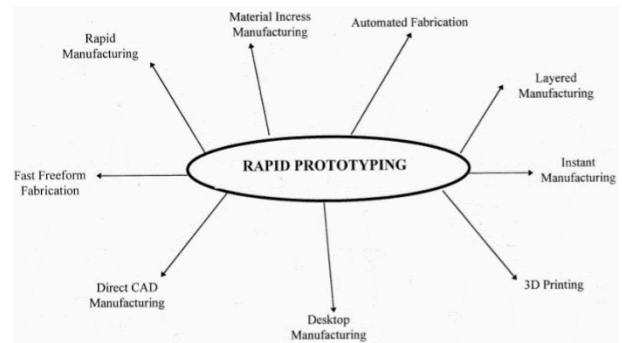 Material Incress
Manufacturing
Automated Fabrication
Rapid
Manufacturing
Layered
Manufacturing
RAPID PROTOTYPING
Instant
Manufacturing
Fast Freeform
Fabrication
Direct CAD
Manufacturing
3D Printing
Desktop
Manufacturing